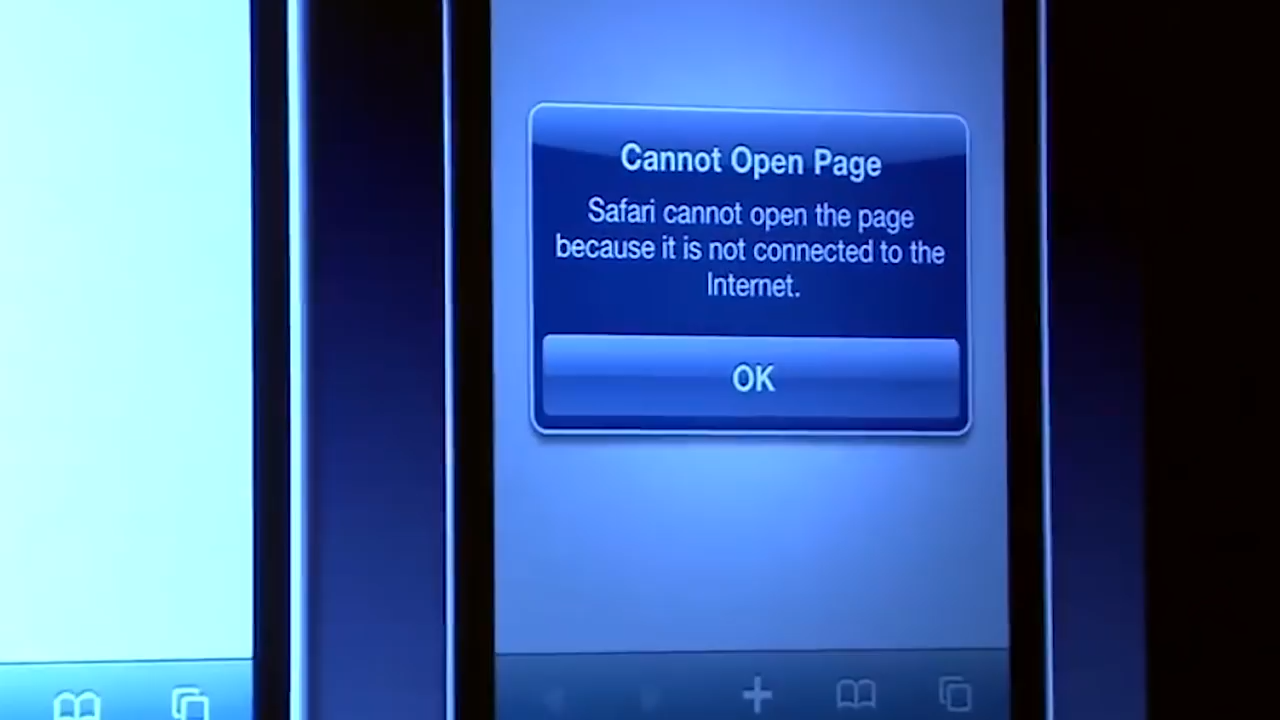 Cannot Open Page
Safari cannot open the page
because it is not connected to the
Internet.
OK